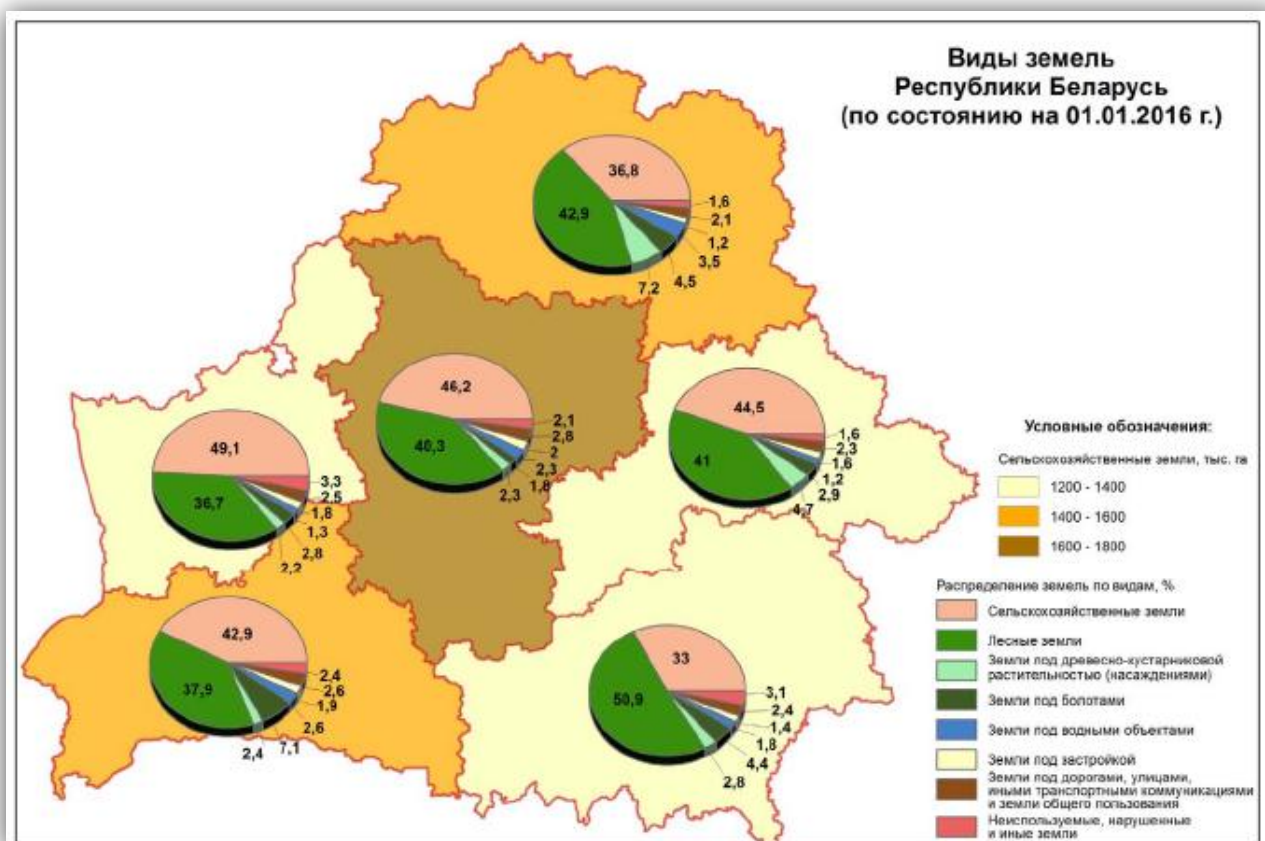 Виды земель
Республики Беларусь
(по состоянию на 01.01.2016 г.)
36,8
42,9
1,6
2,1
1,2
3,5
4,5
7,2
46,2
40,3
2,1
2,8
2
2,3
1,8
2,3
44,5
41
1,6
2,3
1,6
1,2
2,9
4,7
49,1
36,7
3,3
2,5
1,8
1,3
2,8
2,2
42,9
37,9
2,4
2,6
1,9
2,6
7,1
2,4
33
50,9
3,1
2,4
1,4
1,8
4,4
2,8
Условные обозначения:
Сельскохозяйственные земли, тыс. га
1200 - 1400
1400 - 1600
1600 - 1800
Распределение земель по видам, %
Сельскохозяйственные земли
Лесные земли
Земли под древесно-кустарниковой
растительностью (насаждениями)
Земли под болотами
Земли под водными объектами
Земли под застройкой
Земли под дорогами, улицами,
иными транспортными коммуникациями
и земли общего пользования
Неиспользуемые, нарушенные
и иные земли